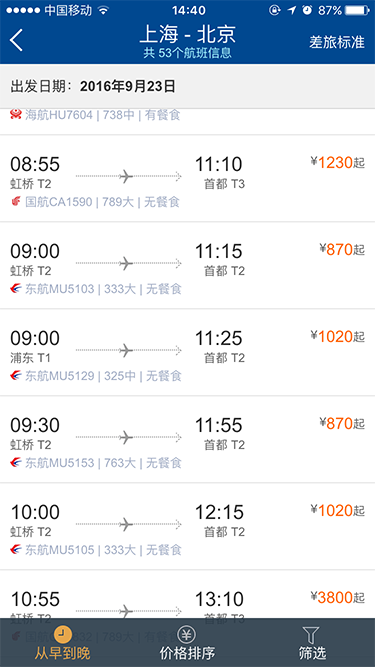 中国移动 14:40 87%
上海 - 北京
共 53个航班信息
差旅标准
出发日期：2016年9月23日
海航HU7604 | 738中 | 有餐食
08:55 11:10 ¥1230起
虹桥 T2 首都 T3
国航CA1590 | 789大 | 无餐食
09:00 11:15 ¥870起
虹桥 T2 首都 T2
东航MU5103 | 333大 | 无餐食
09:00 11:25 ¥1020起
浦东 T1 首都 T2
东航MU5129 | 325中 | 无餐食
09:30 11:55 ¥870起
虹桥 T2 首都 T2
东航MU5153 | 763大 | 无餐食
10:00 12:15 ¥1020起
虹桥 T2 首都 T2
东航MU5105 | 333大 | 无餐食
10:55 13:10 ¥3800起
虹桥 T2 首都 T2
从早到晚 价格排序 筛选